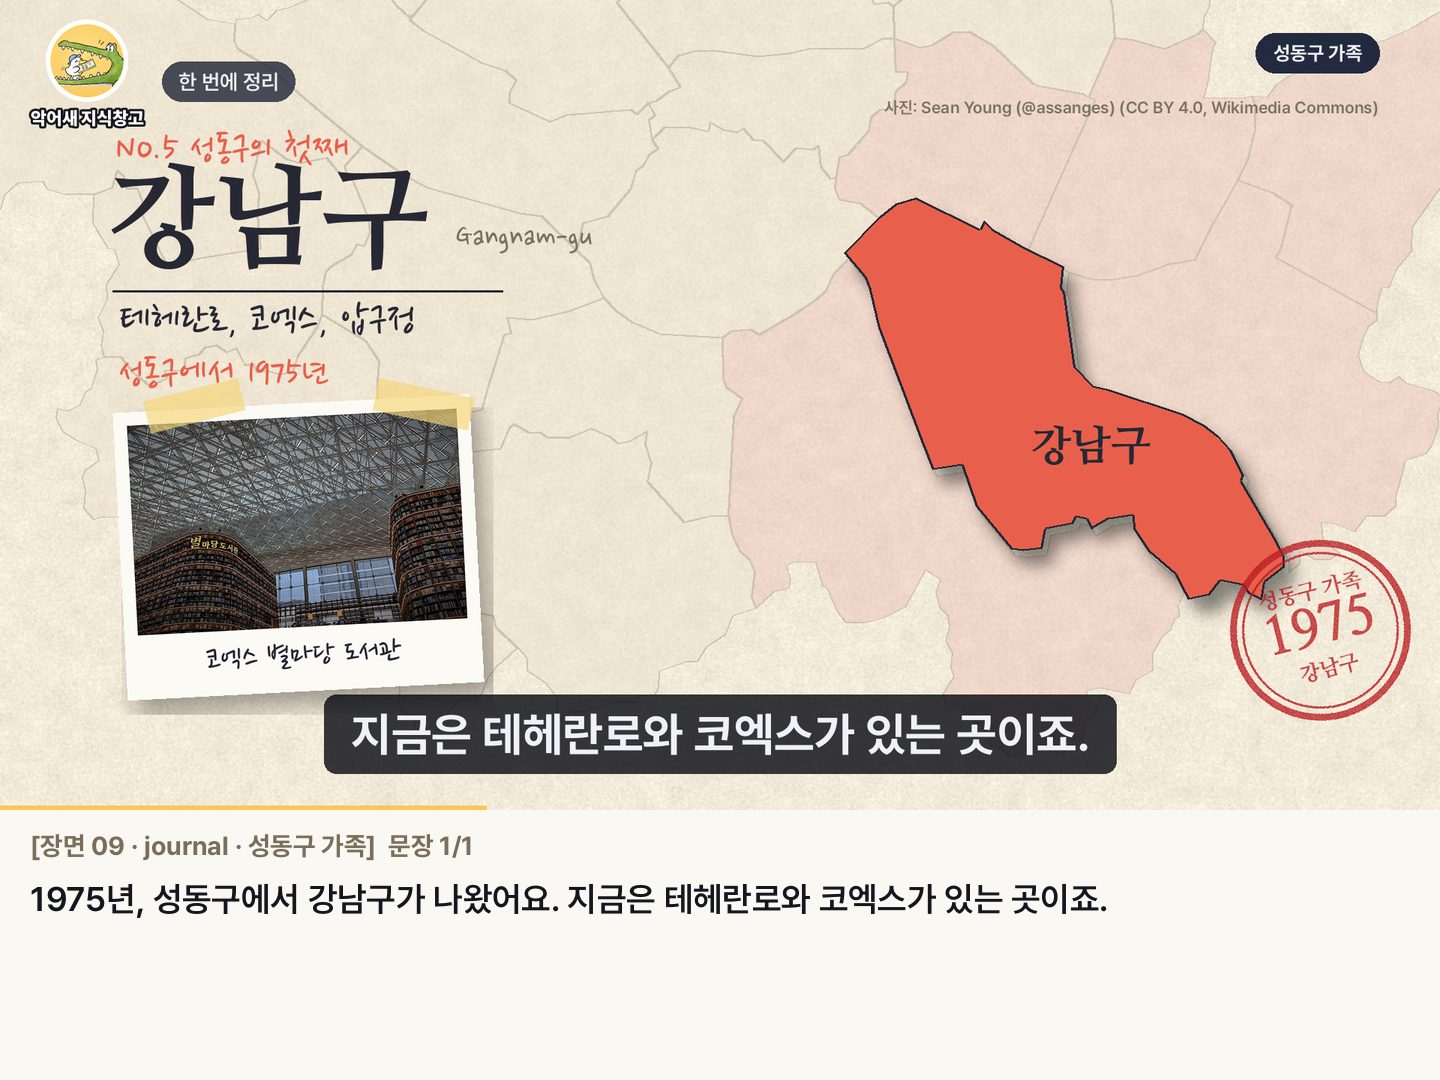 악어새 지식창고
한 번에 정리
성동구 가족
사진: Sean Young (@assanges) (CC BY 4.0, Wikimedia Commons)
NO.5 성동구의 첫째
강남구
Gangnam-gu
테헤란로, 코엑스, 압구정
성동구에서 1975년
별마당도서관
코엑스 별마당 도서관
강남구
성동구 가족
1975
강남구
지금은 테헤란로와 코엑스가 있는 곳이죠.
[장면 09 · journal · 성동구 가족] 문장 1/1
1975년, 성동구에서 강남구가 나왔어요. 지금은 테헤란로와 코엑스가 있는 곳이죠.